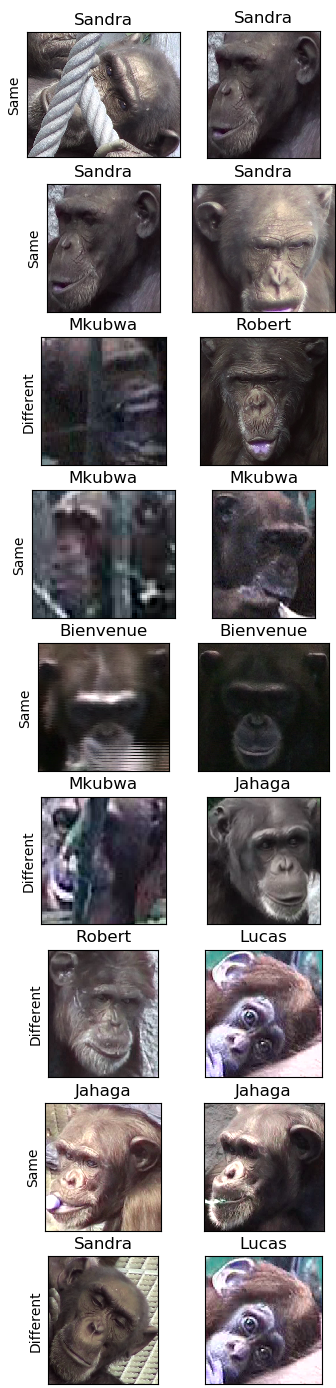 Sandra
Sandra
Same
Sandra
Sandra
Same
Mkubwa
Robert
Different
Mkubwa
Mkubwa
Same
Bienvenue
Bienvenue
Same
Mkubwa
Jahaga
Different
Robert
Lucas
Different
Jahaga
Jahaga
Same
Sandra
Lucas
Different